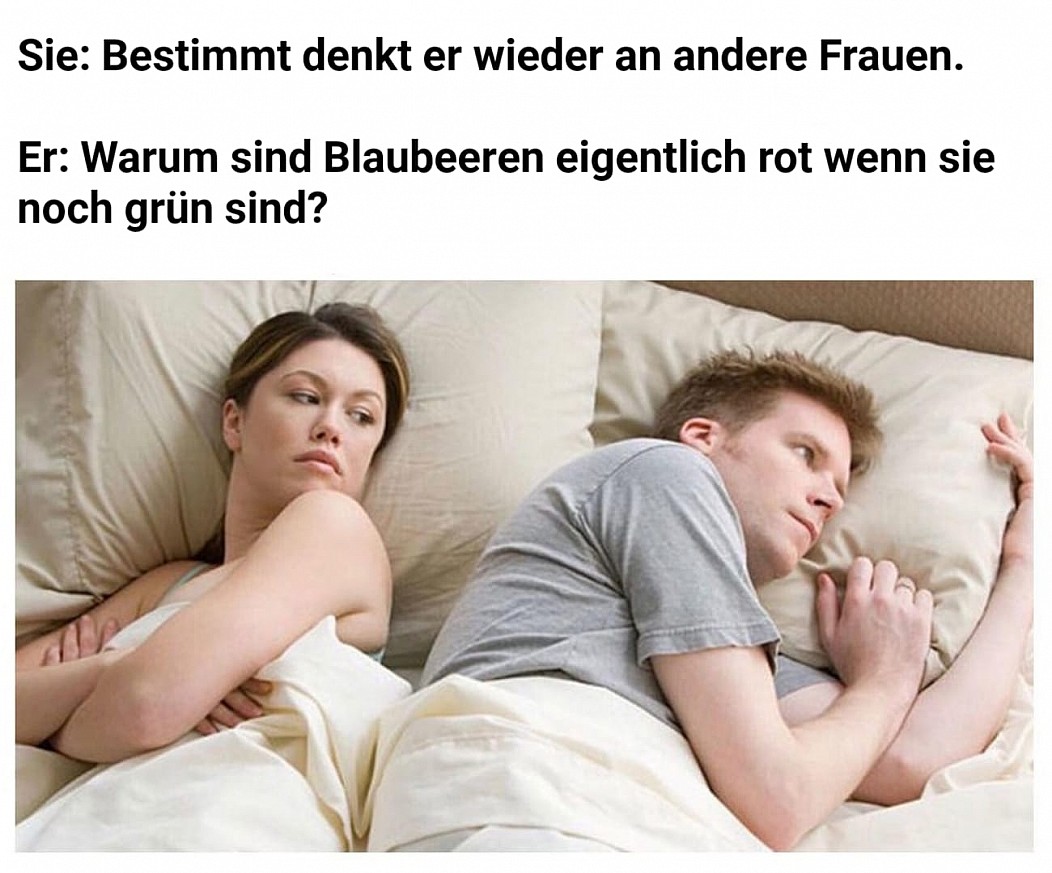 Sie: Bestimmt denkt er wieder an andere Frauen.
Er: Warum sind Blaubeeren eigentlich rot wenn sie
noch grün sind?